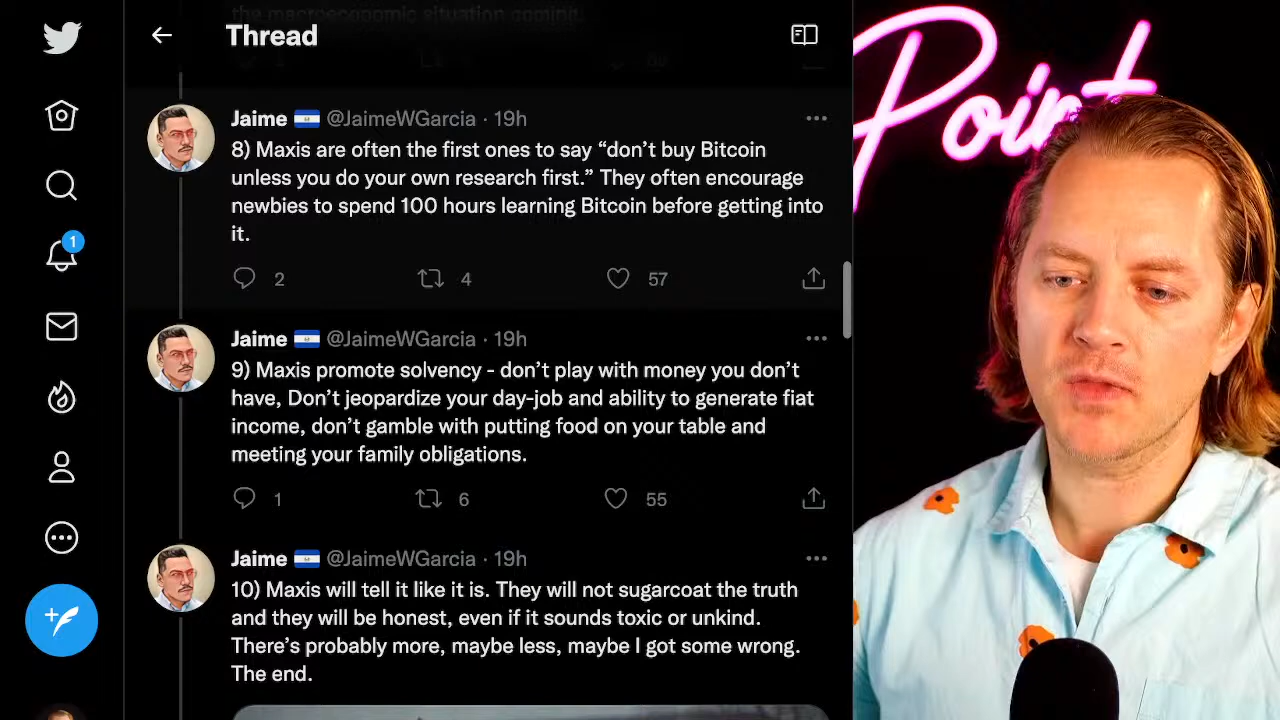 the macroeconomic situation coming.
Thread
Jaime @JaimeWGarcia · 19h
8) Maxis are often the first ones to say “don’t buy Bitcoin
unless you do your own research first.” They often encourage
newbies to spend 100 hours learning Bitcoin before getting into
it.
2 4 57
1
Jaime @JaimeWGarcia · 19h
9) Maxis promote solvency - don’t play with money you don’t
have, Don’t jeopardize your day-job and ability to generate fiat
income, don’t gamble with putting food on your table and
meeting your family obligations.
1 6 55
Jaime @JaimeWGarcia · 19h
10) Maxis will tell it like it is. They will not sugarcoat the truth
and they will be honest, even if it sounds toxic or unkind.
There’s probably more, maybe less, maybe I got some wrong.
The end.
Point